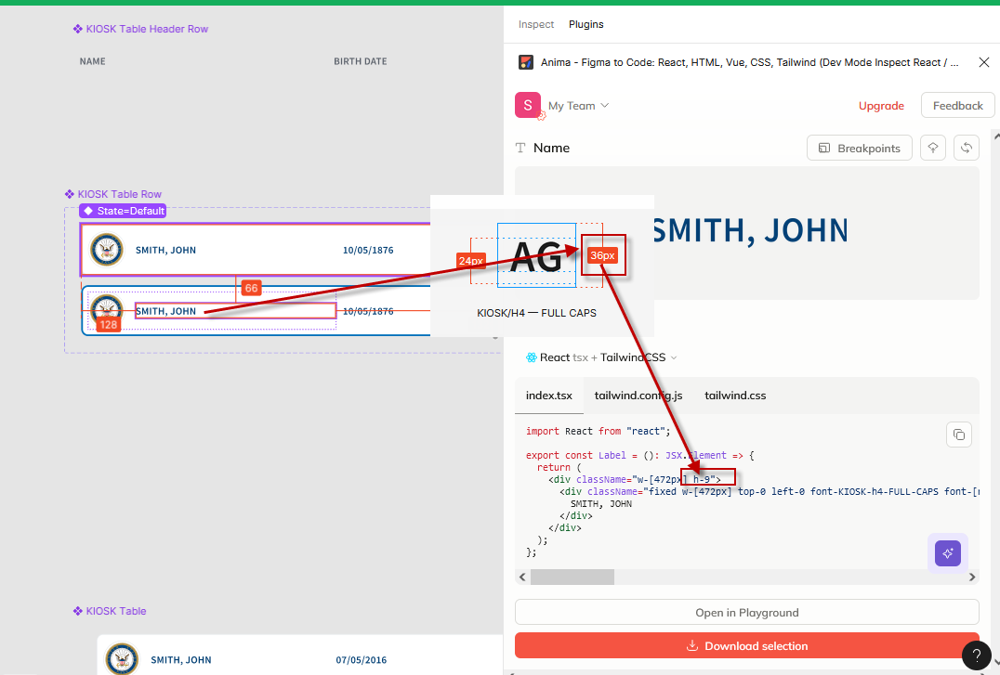 KIOSK Table Header Row
NAME BIRTH DATE
KIOSK Table Row
State=Default
SMITH, JOHN 10/05/1876
66
SMITH, JOHN 10/05/1876
128
24px AG 36px
KIOSK/H4 — FULL CAPS
KIOSK Table
SMITH, JOHN 07/05/2016
Inspect Plugins
Anima - Figma to Code: React, HTML, Vue, CSS, Tailwind (Dev Mode Inspect React / ...
S My Team Upgrade Feedback
T Name Breakpoints
SMITH, JOHN
React tsx + TailwindCSS
index.tsx tailwind.config.js tailwind.css
import React from "react";
export const Label = (): JSX.Element => {
return (
<div className="w-[472px] h-9">
<div className="fixed w-[472px] top-0 left-0 font-KIOSK-h4-FULL-CAPS font-[
SMITH, JOHN
</div>
</div>
);
};
Open in Playground
Download selection
?